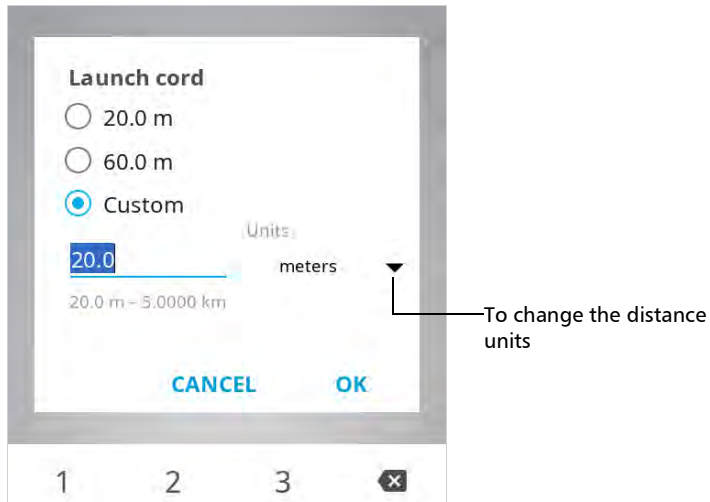 Launch cord
20.0 m
60.0 m
Custom
Units
20.0
meters
20.0 m - 5.0000 km
To change the distance
units
CANCEL OK
1 2 3